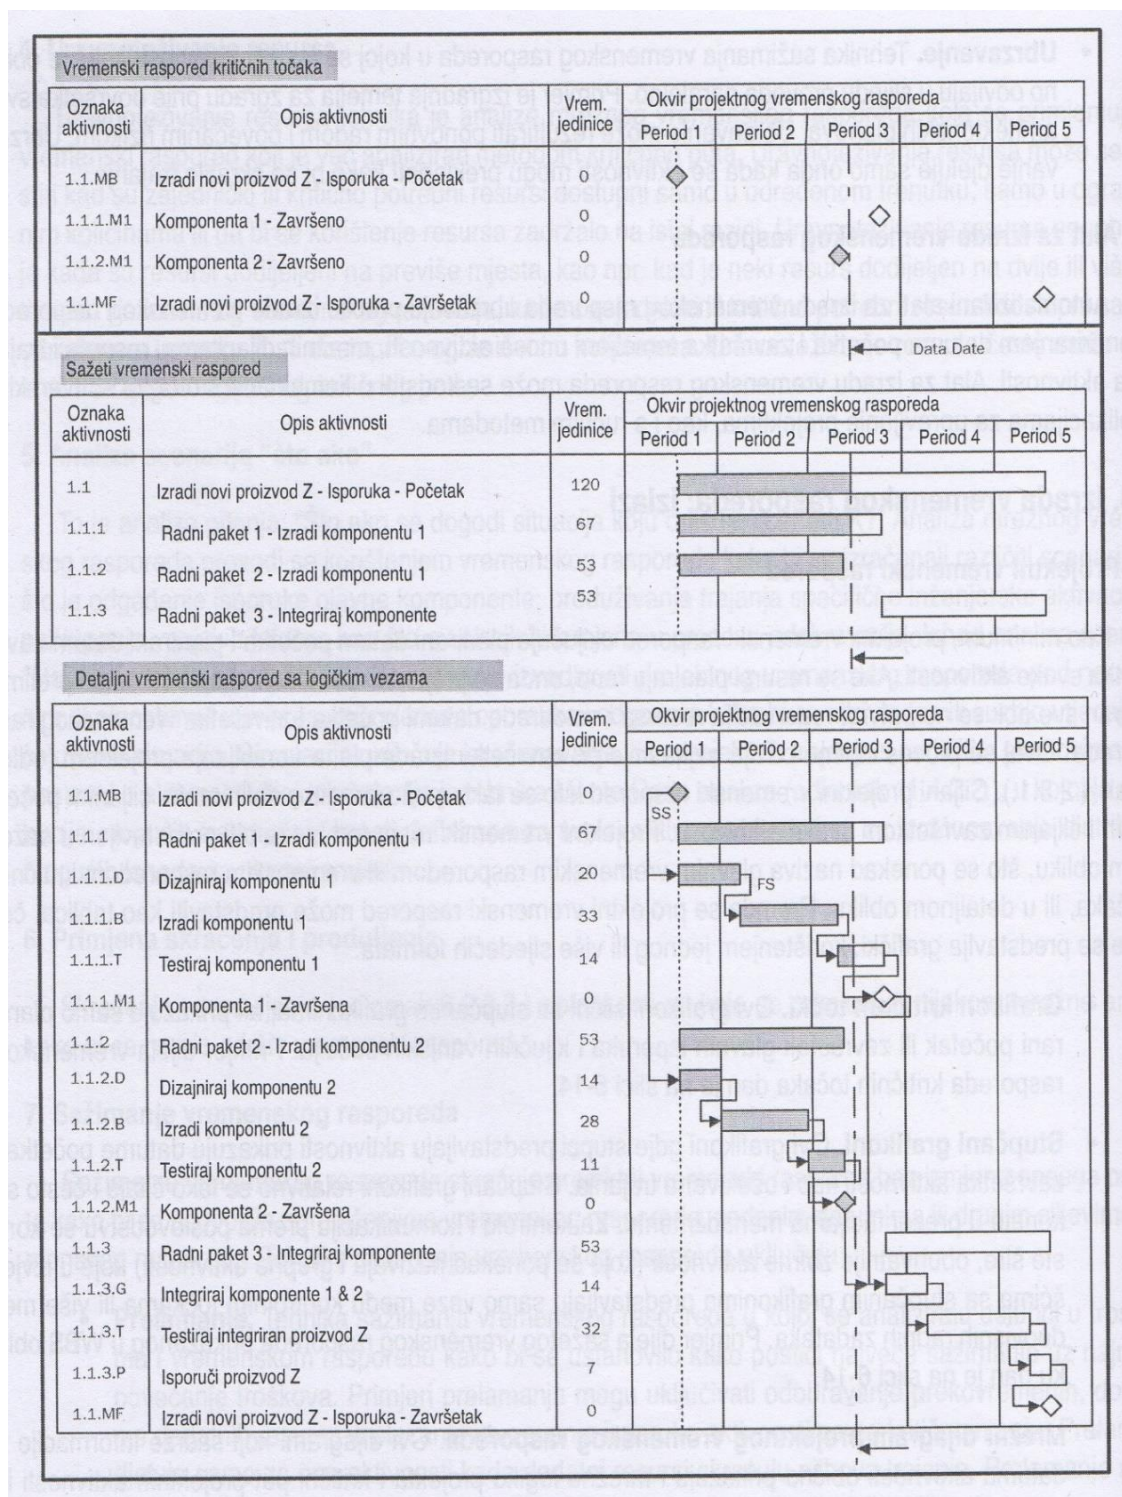 Vremenski raspored kritičnih točaka
Oznaka aktivnosti Opis aktivnosti Vrem. jedinice Okvir projektnog vremenskog rasporeda
Period 1 Period 2 Period 3 Period 4 Period 5
1.1.MB Izradi novi proizvod Z - Isporuka - Početak 0
1.1.1.M1 Komponenta 1 - Završeno 0
1.1.2.M1 Komponenta 2 - Završeno 0
1.1.MF Izradi novi proizvod Z - Isporuka - Završetak 0
Data Date
Sažeti vremenski raspored
Oznaka aktivnosti Opis aktivnosti Vrem. jedinice Okvir projektnog vremenskog rasporeda
Period 1 Period 2 Period 3 Period 4 Period 5
1.1 Izradi novi proizvod Z - Isporuka - Početak 120
1.1.1 Radni paket 1 - Izradi komponentu 1 67
1.1.2 Radni paket 2 - Izradi komponentu 1 53
1.1.3 Radni paket 3 - Integriraj komponente 53
Detaljni vremenski raspored sa logičkim vezama
Oznaka aktivnosti Opis aktivnosti Vrem. jedinice Okvir projektnog vremenskog rasporeda
Period 1 Period 2 Period 3 Period 4 Period 5
1.1.MB Izradi novi proizvod Z - Isporuka - Početak 0
SS
1.1.1 Radni paket 1 - Izradi komponentu 1 67
1.1.1.D Dizajniraj komponentu 1 20
FS
1.1.1.B Izradi komponentu 1 33
1.1.1.T Testiraj komponentu 1 14
1.1.1.M1 Komponenta 1 - Završena 0
1.1.2 Radni paket 2 - Izradi komponentu 2 53
1.1.2.D Dizajniraj komponentu 2 14
1.1.2.B Izradi komponentu 2 28
1.1.2.T Testiraj komponentu 2 11
1.1.2.M1 Komponenta 2 - Završena 0
1.1.3 Radni paket 3 - Integriraj komponente 53
1.1.3.G Integriraj komponente 1 & 2 14
1.1.3.T Testiraj integriran proizvod Z 32
1.1.3.P Isporuči proizvod Z 7
1.1.MF Izradi novi proizvod Z - Isporuka - Završetak 0